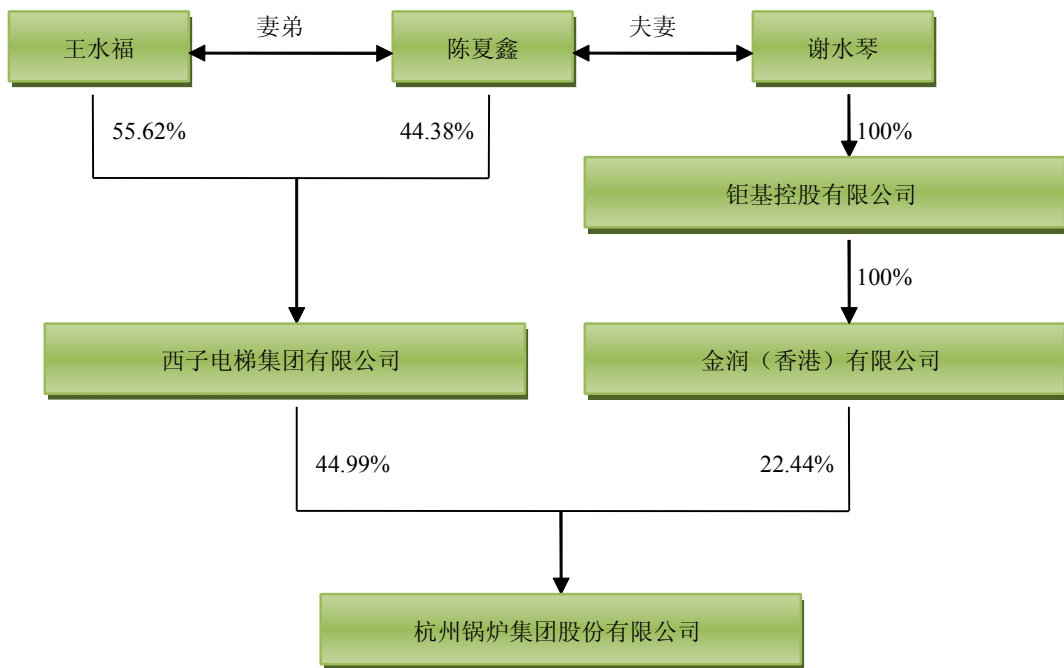 王水福
妻弟
陈夏鑫
夫妻
谢水琴
55.62%
44.38%
100%
钜基控股有限公司
100%
西子电梯集团有限公司
金润（香港）有限公司
44.99%
22.44%
杭州锅炉集团股份有限公司